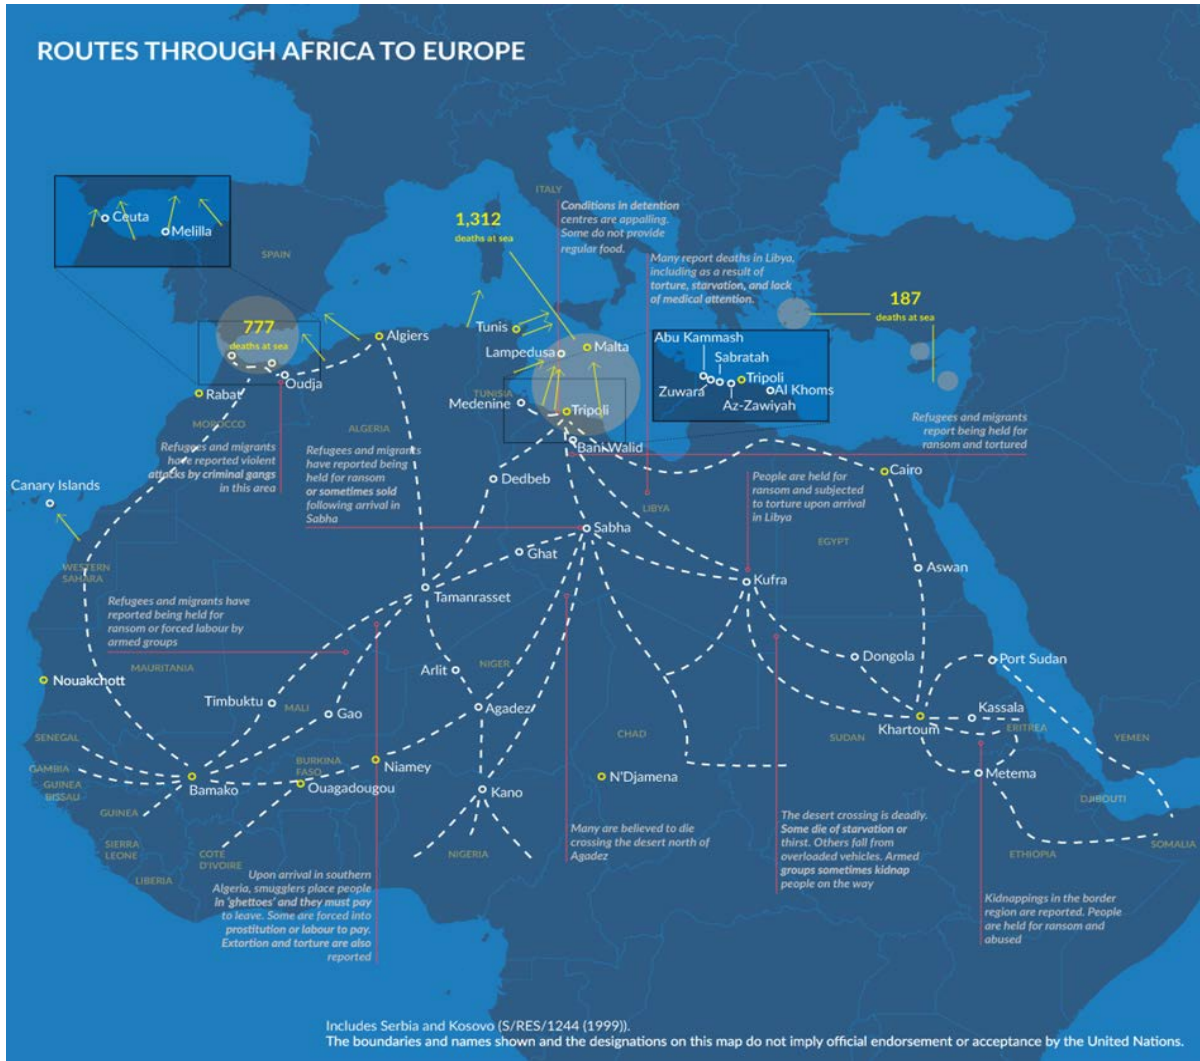 ROUTES THROUGH AFRICA TO EUROPE
Ceuta
Melilla
ITALY
Conditions in detention
centres are appalling.
Some do not provide
regular food.
1,312
deaths at sea
SPAIN
Many report deaths in Libya,
including as a result of
torture, starvation, and lack
of medical attention.
187
deaths at sea
777
deaths at sea
Algiers
Tunis
Lampedusa
Malta
Abu Kammash
Sabratah
Tripoli
Zuwara
Al Khoms
Az-Zawiyah
Oudja
Rabat
TUNISIA
Medenine
Tripoli
MOROCCO
ALGERIA
Bani Walid
Refugees and migrants
report being held for
ransom and tortured
Refugees and migrants
have reported violent
attacks by criminal gangs
in this area
Refugees and migrants
have reported being
held for ransom
or sometimes sold
following arrival in
Sabha
Dedbeb
Cairo
People are held for
ransom and subjected
to torture upon arrival
in Libya
Canary Islands
LIBYA
Sabha
EGYPT
Ghat
WESTERN
SAHARA
Aswan
Kufra
Tamanrasset
Refugees and migrants have
reported being held for
ransom or forced labour by
armed groups
MAURITANIA
Arlit
NIGER
Dongola
Port Sudan
Nouakchott
Timbuktu
MALI
Gao
Agadez
Kassala
Khartoum
ERITREA
SENEGAL
CHAD
SUDAN
YEMEN
GAMBIA
GUINEA
BISSAU
BURKINA
FASO
Niamey
N'Djamena
Metema
Bamako
Ouagadougou
Kano
DJIBOUTI
GUINEA
SIERRA
LEONE
LIBERIA
COTE
D'IVOIRE
NIGERIA
Many are believed to die
crossing the desert north of
Agadez
The desert crossing is deadly.
Some die of starvation or
thirst. Others fall from
overloaded vehicles. Armed
groups sometimes kidnap
people on the way
ETHIOPIA
SOMALIA
Upon arrival in southern
Algeria, smugglers place people
in 'ghettoes' and they must pay
to leave. Some are forced into
prostitution or labour to pay.
Extortion and torture are also
reported
Kidnappings in the border
region are reported. People
are held for ransom and
abused
Includes Serbia and Kosovo (S/RES/1244 (1999)).
The boundaries and names shown and the designations on this map do not imply official endorsement or acceptance by the United Nations.